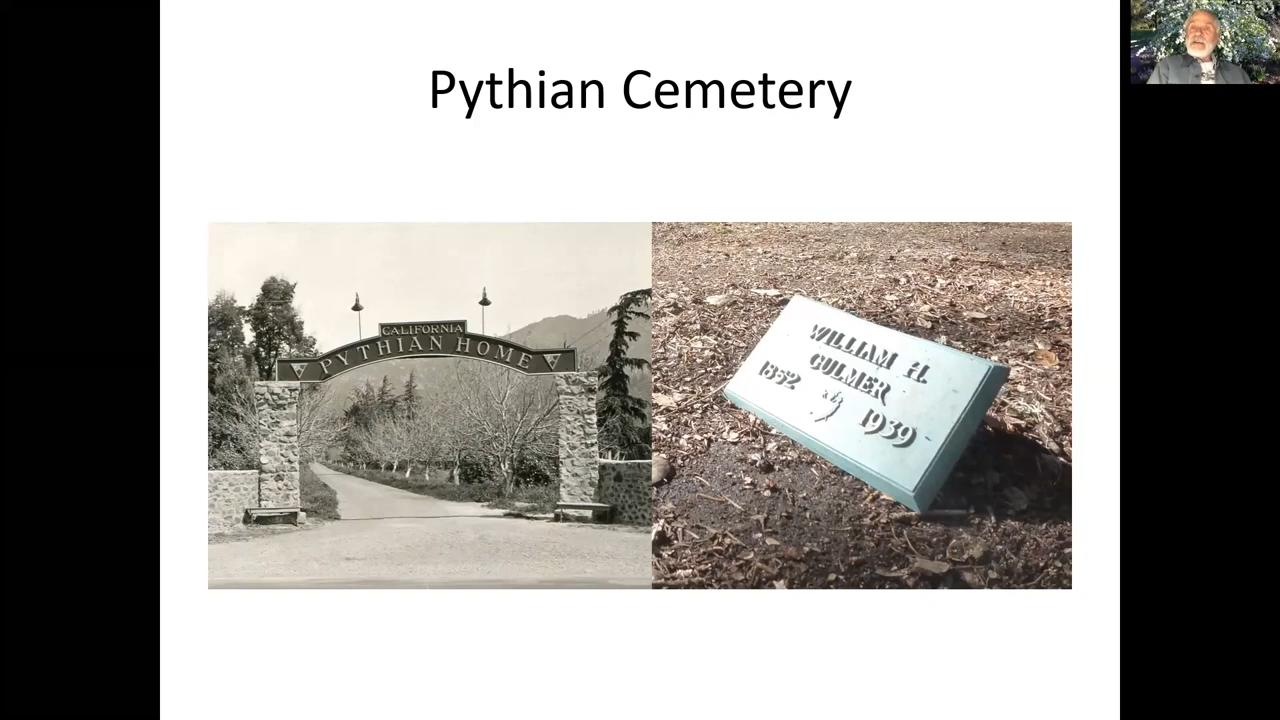 Pythian Cemetery
CALIFORNIA
PYTHIAN HOME
WILLIAM H.
CULMER
1852
1939